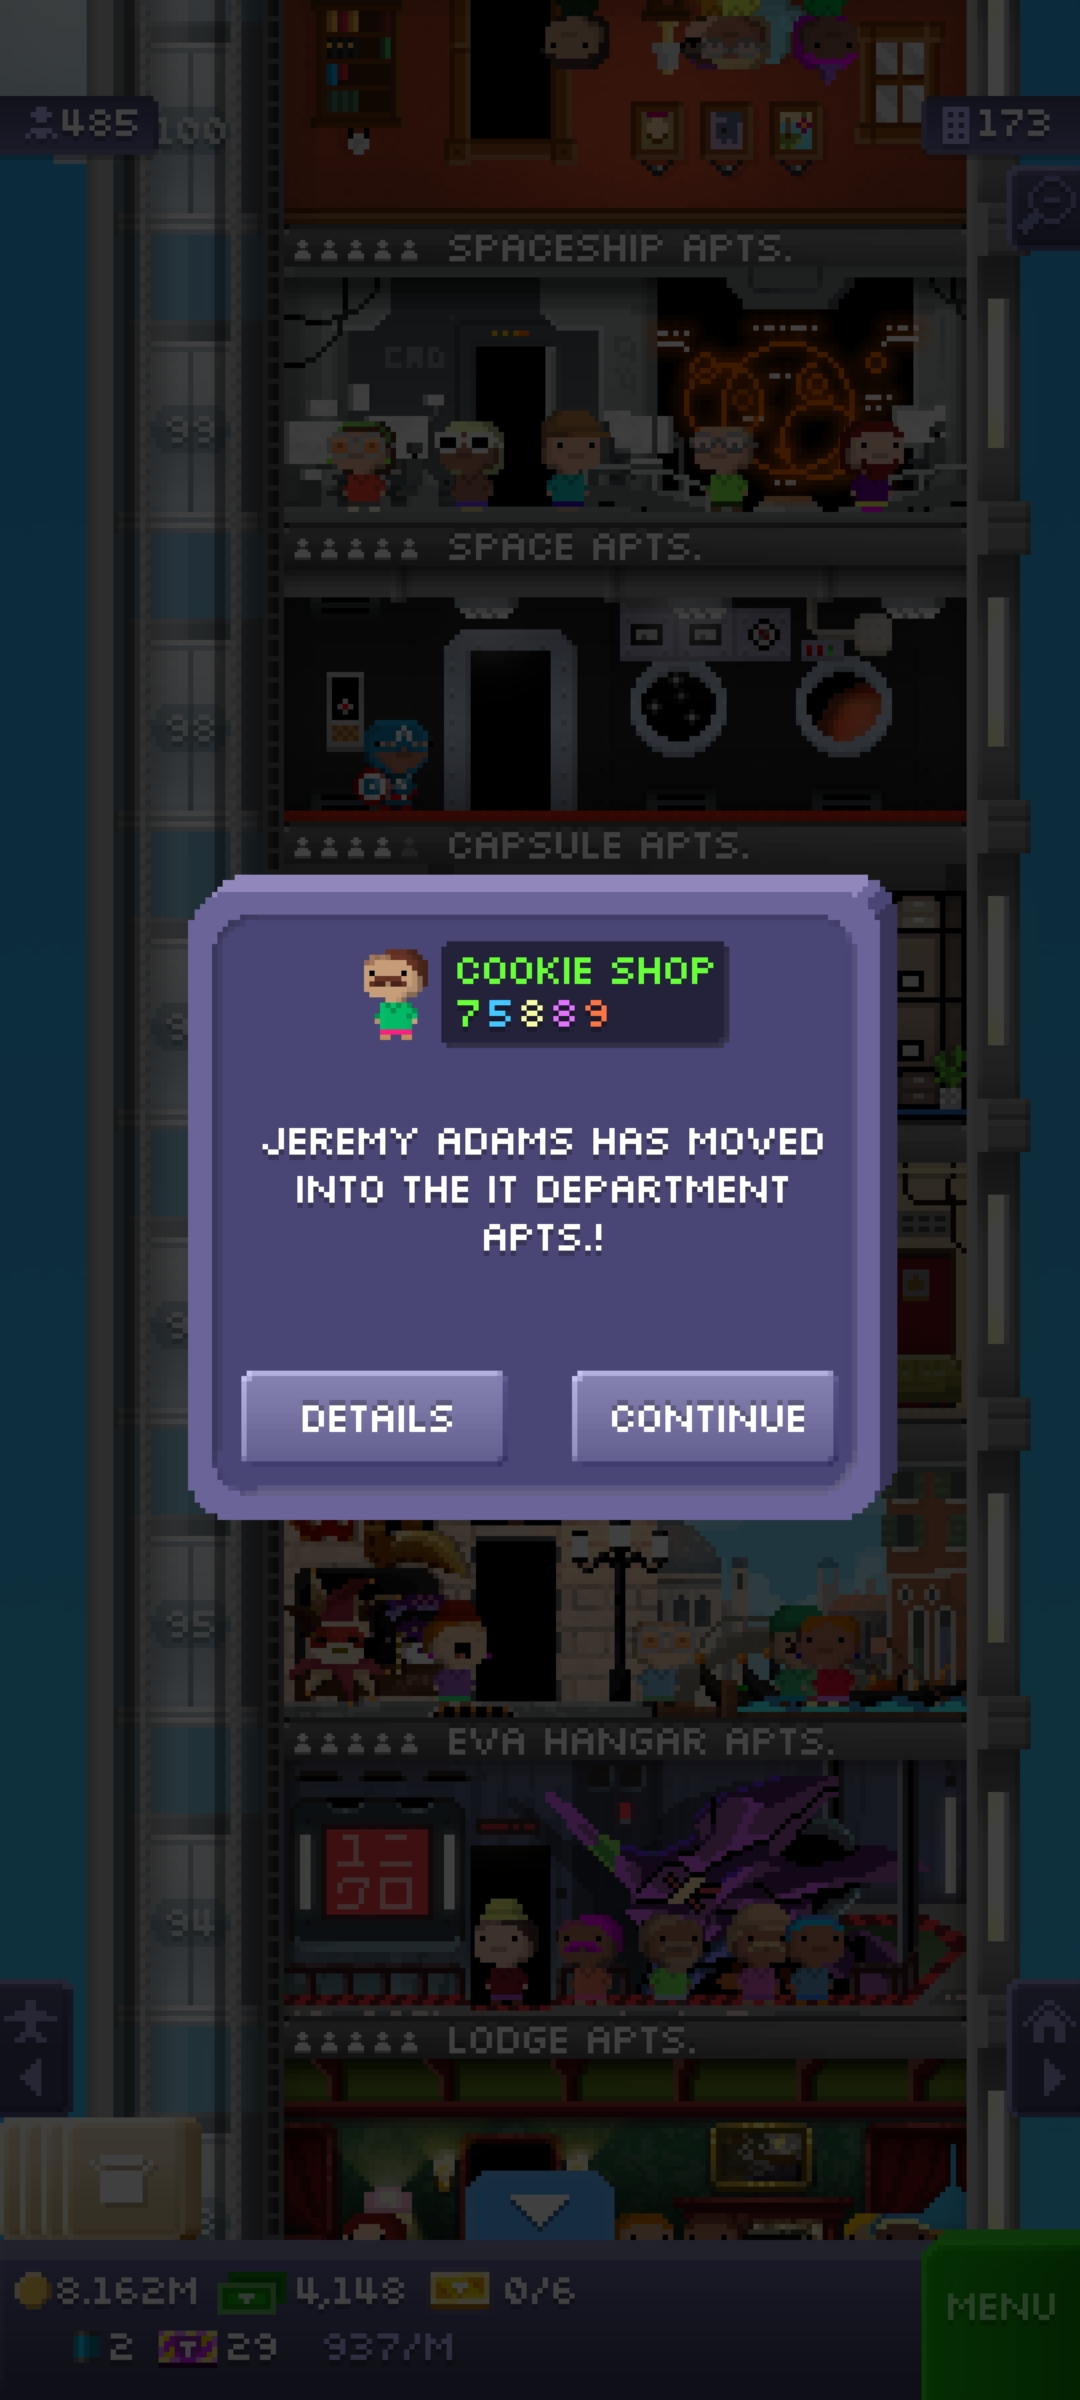 485
100
173
SPACESHIP APTS.
CRD
99
SPACE APTS.
98
CAPSULE APTS.
COOKIE SHOP
75889
JEREMY ADAMS HAS MOVED
INTO THE IT DEPARTMENT
APTS.!
DETAILS
CONTINUE
95
EVA HANGAR APTS.
94
LODGE APTS.
8.162M
4,148
0/6
MENU
2
29
937/M